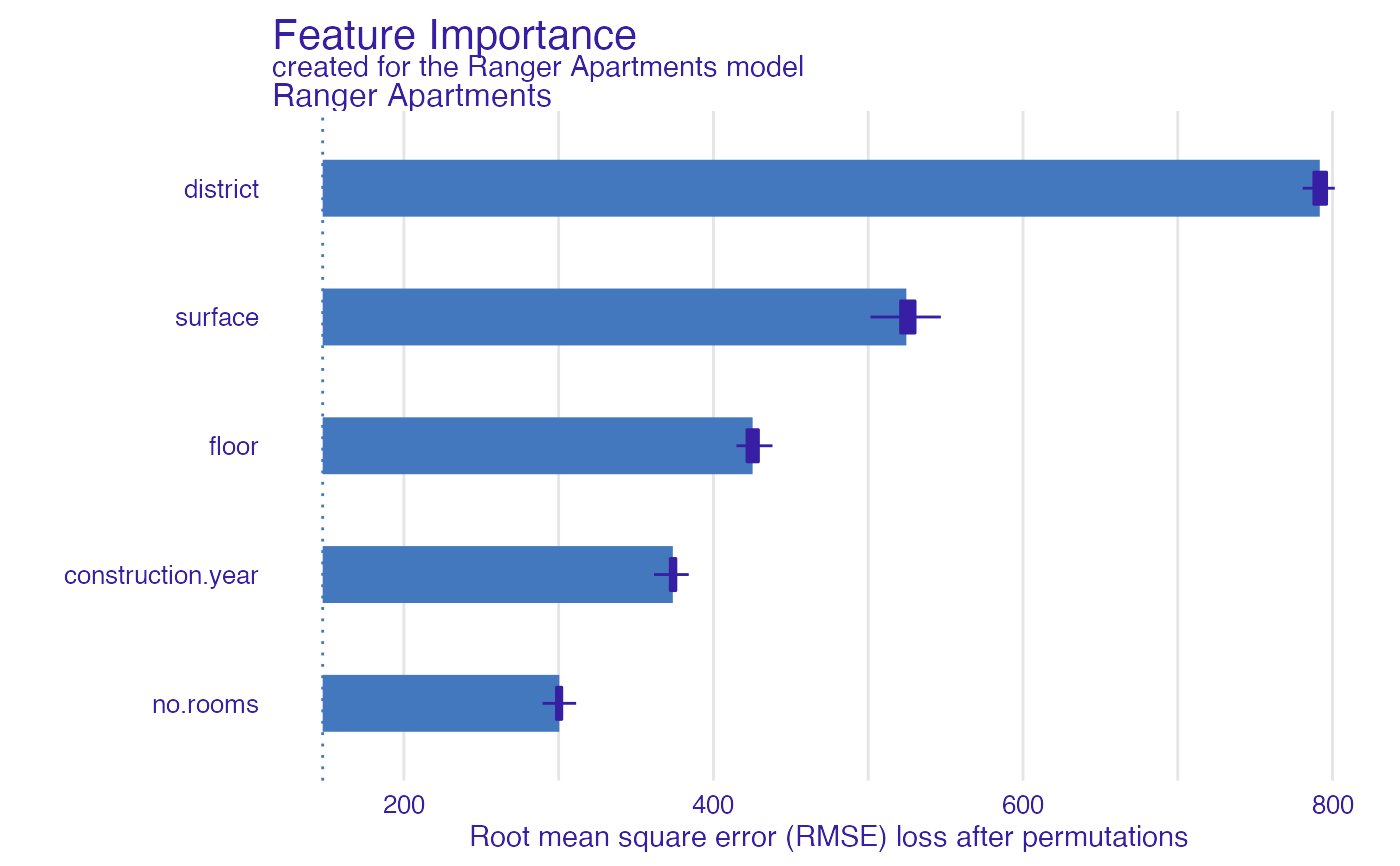 Feature Importance
created for the Ranger Apartments model
Ranger Apartments
district
surface
floor
construction.year
no.rooms
200 400 600 800
Root mean square error (RMSE) loss after permutations